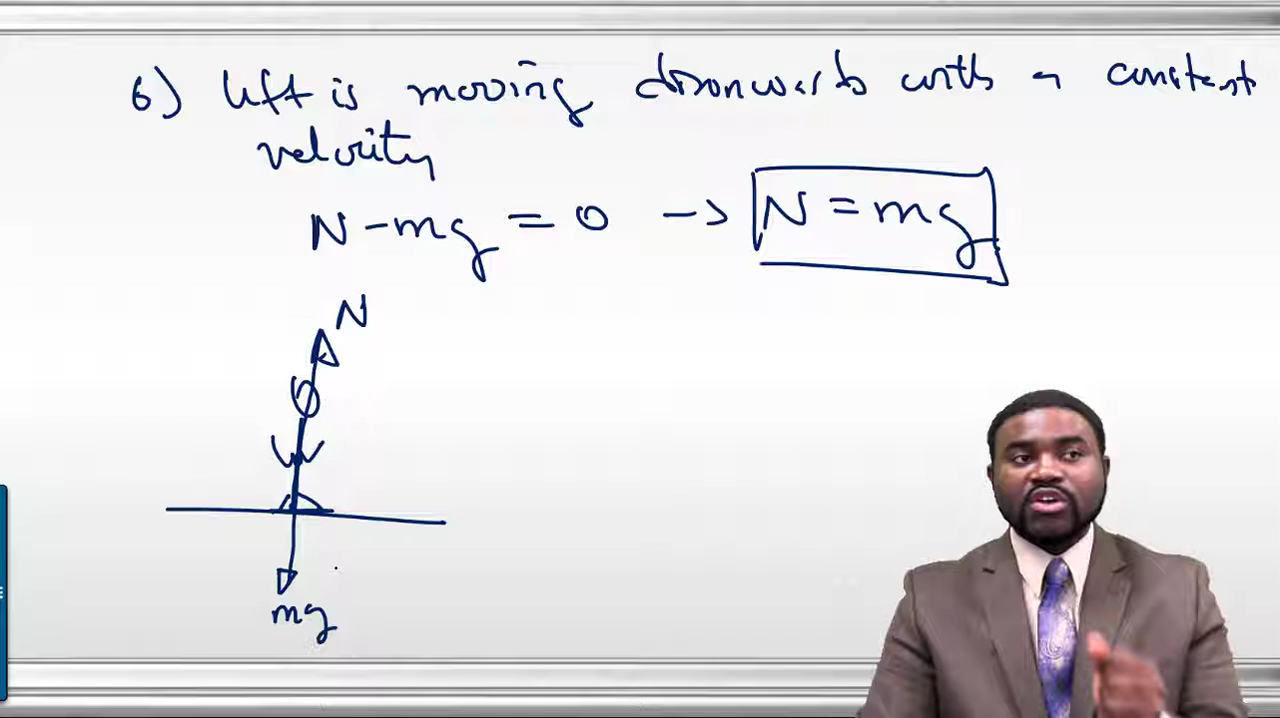 6) lift is moving downwards with a constant
velocity
N - mg = 0 -> N = mg
N
mg